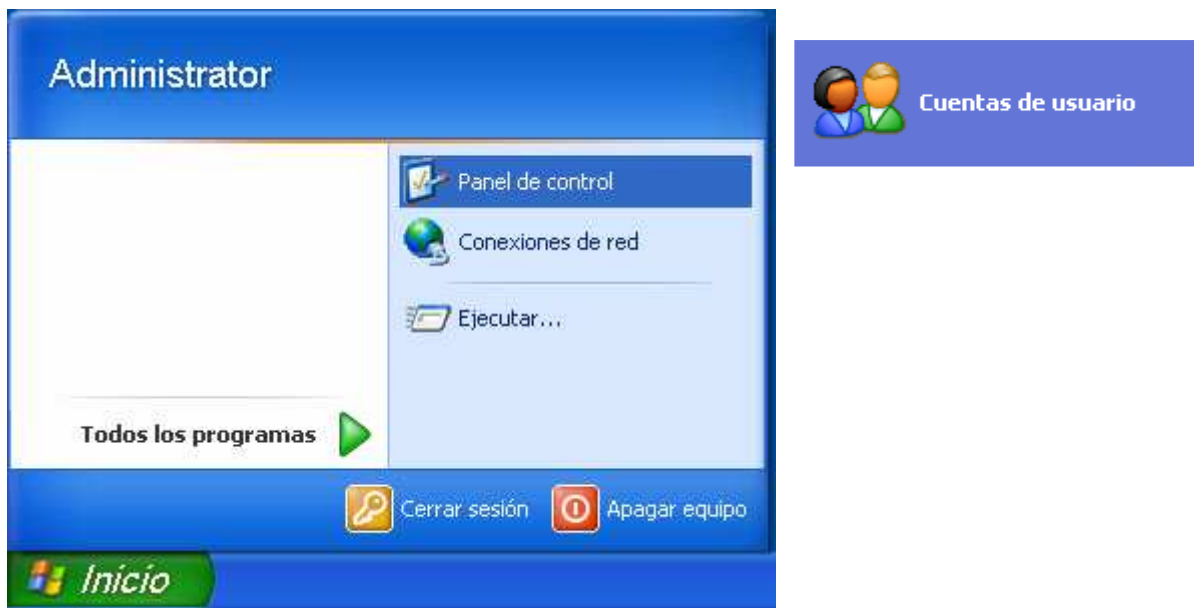 Administrator
Panel de control
Conexiones de red
Ejecutar...
Todos los programas
Cerrar sesión
Apagar equipo
Inicio
Cuentas de usuario